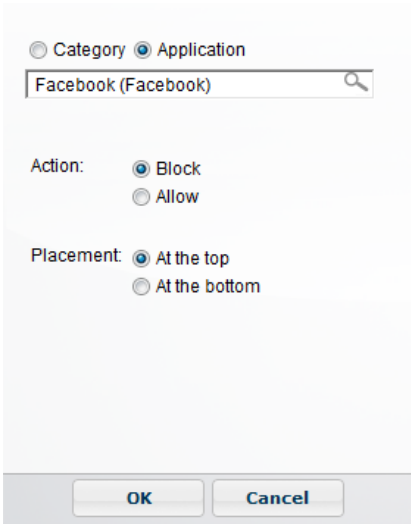 Category Application
Facebook (Facebook)
Action: Block
Allow
Placement: At the top
At the bottom
OK Cancel